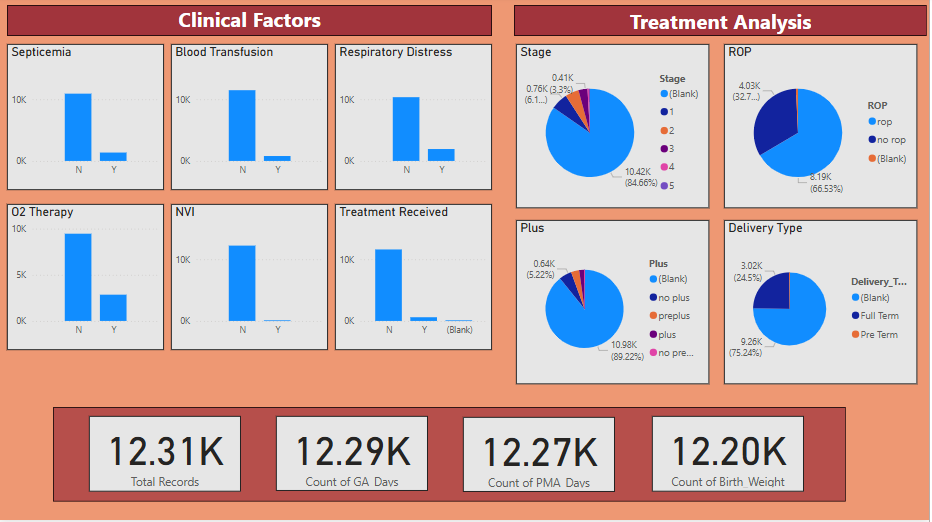 Clinical Factors
Treatment Analysis
Septicemia
10K
0K
N Y
Blood Transfusion
10K
0K
N Y
Respiratory Distress
10K
0K
N Y
O2 Therapy
10K
5K
0K
N Y
NVI
10K
0K
N Y
Treatment Received
10K
0K
N Y (Blank)
Stage
0.41K
(3.3%)
0.76K
(6.1...)
10.42K
(84.66%)
Stage
(Blank)
1
2
3
4
5
ROP
4.03K
(32.7...)
8.19K
(66.53%)
ROP
rop
no rop
(Blank)
Plus
0.64K
(5.22%)
10.98K
(89.22%)
Plus
(Blank)
no plus
preplus
plus
no pre...
Delivery Type
3.02K
(24.5%)
9.26K
(75.24%)
Delivery_T...
(Blank)
Full Term
Pre Term
12.31K
Total Records
12.29K
Count of GA_Days
12.27K
Count of PMA_Days
12.20K
Count of Birth_Weight